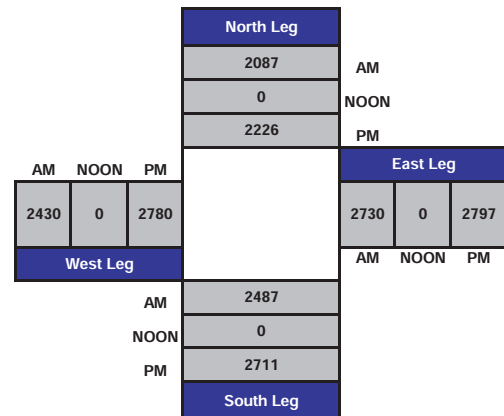 North Leg
2087 AM
0 NOON
2226 PM
AM NOON PM
East Leg
2430 0 2780
2730 0 2797
West Leg
AM NOON PM
AM 2487
NOON 0
PM 2711
South Leg